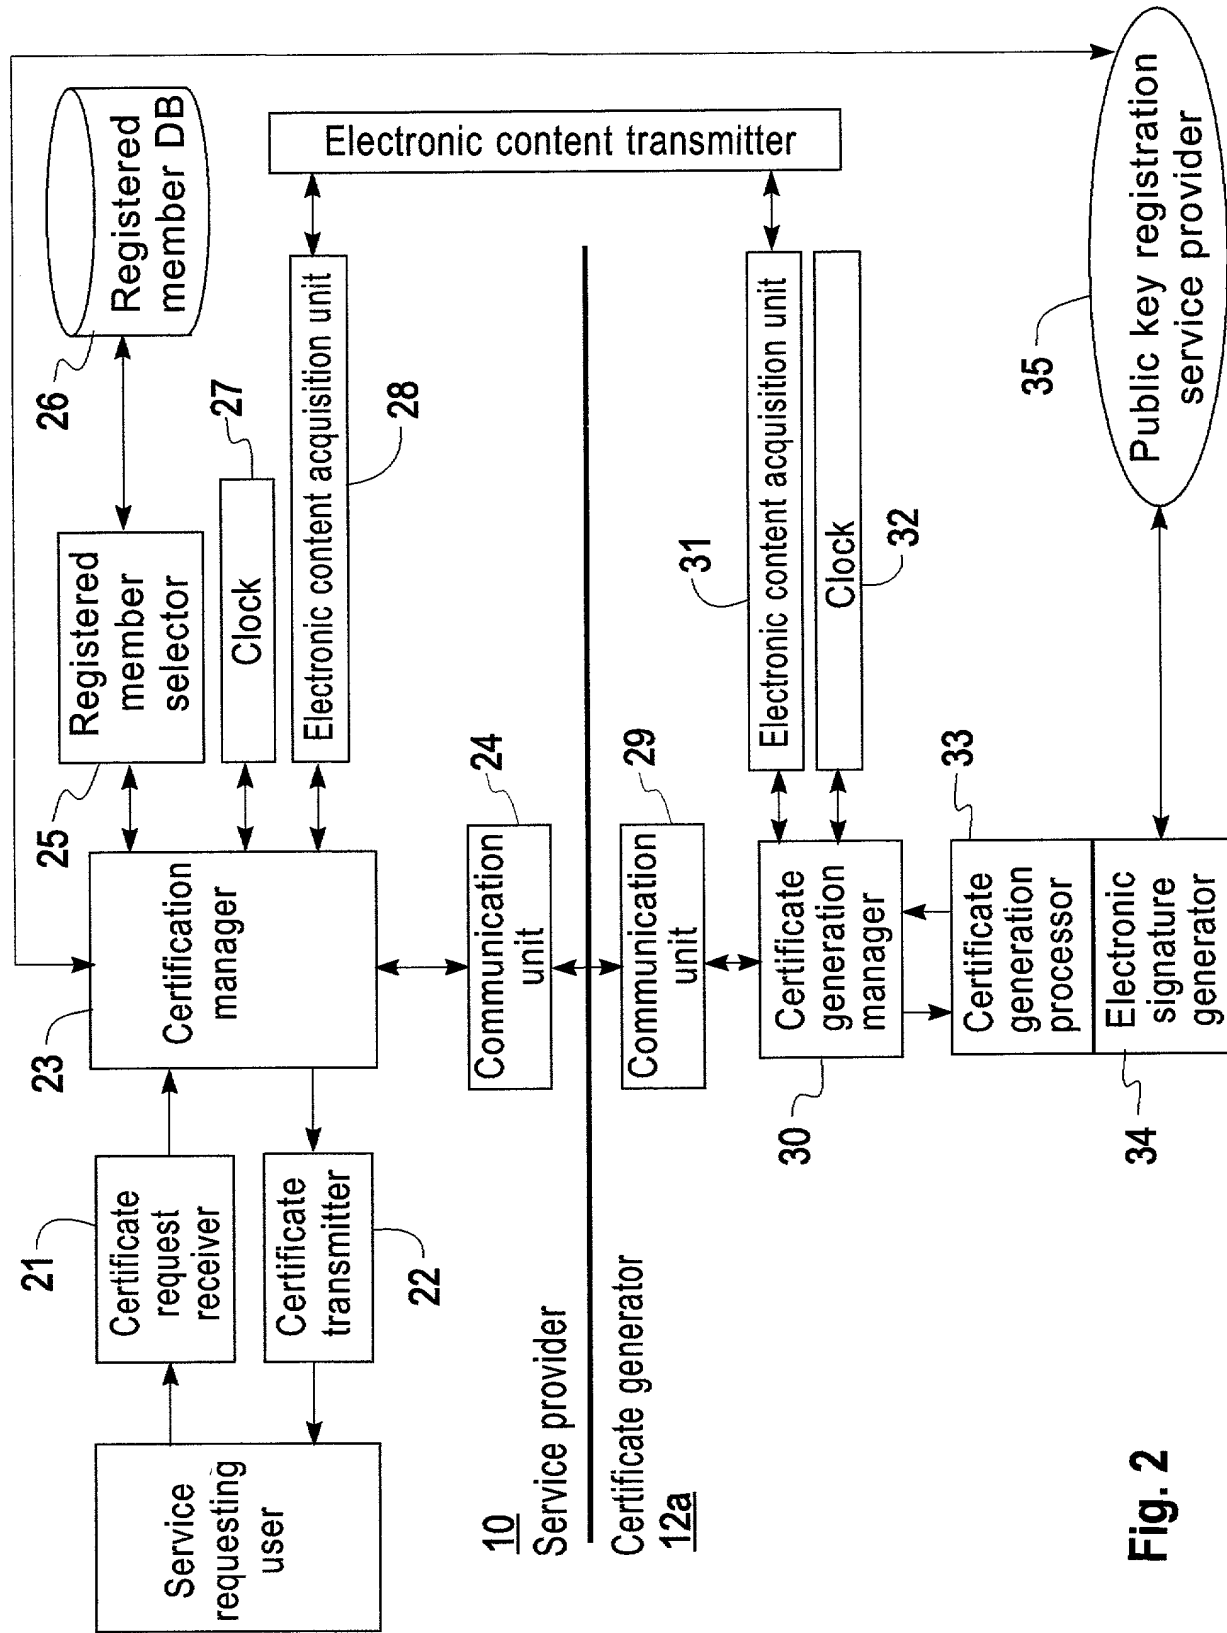 Service
requesting
user
21
Certificate
request
receiver
Certificate
transmitter
22
23
Certification
manager
25
Registered
member
selector
26
Registered
member DB
27
Clock
Electronic content acquisition unit
28
Electronic content transmitter
24
Communication
unit
10
Service provider
Certificate generator
12a
29
Communication
unit
30
Certificate
generation
manager
31
Electronic content acquisition unit
Clock
32
33
Certificate
generation
processor
Electronic
signature
generator
34
35
Public key registration
service provider
Fig. 2